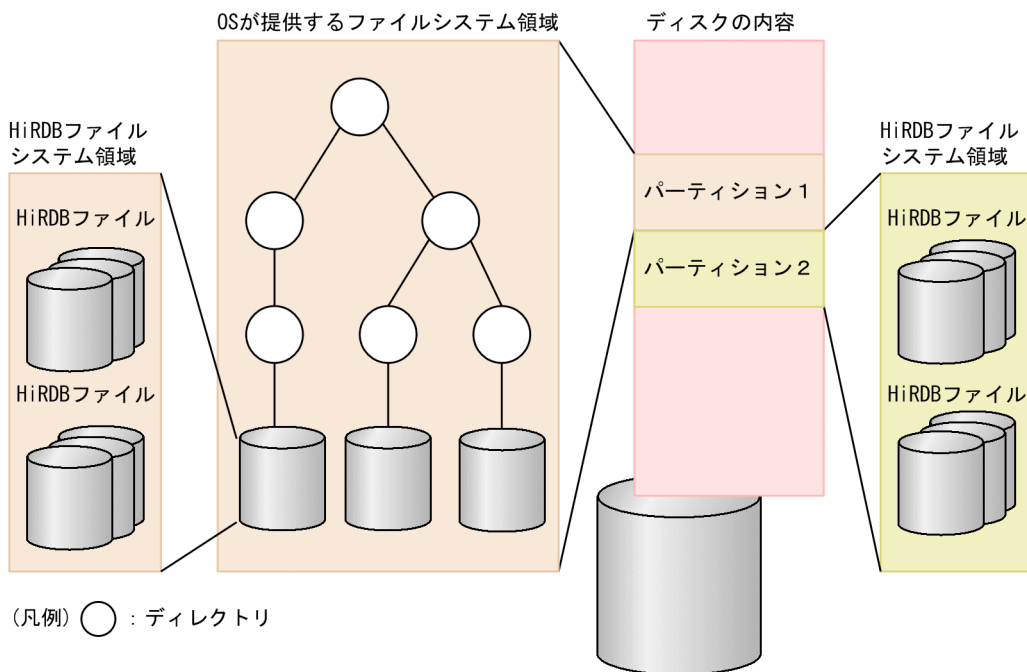 OSが提供するファイルシステム領域
ディスクの内容
HiRDBファイル
システム領域
HiRDBファイル
HiRDBファイル
パーティション１
パーティション２
HiRDBファイル
システム領域
HiRDBファイル
HiRDBファイル
(凡例) ：ディレクトリ